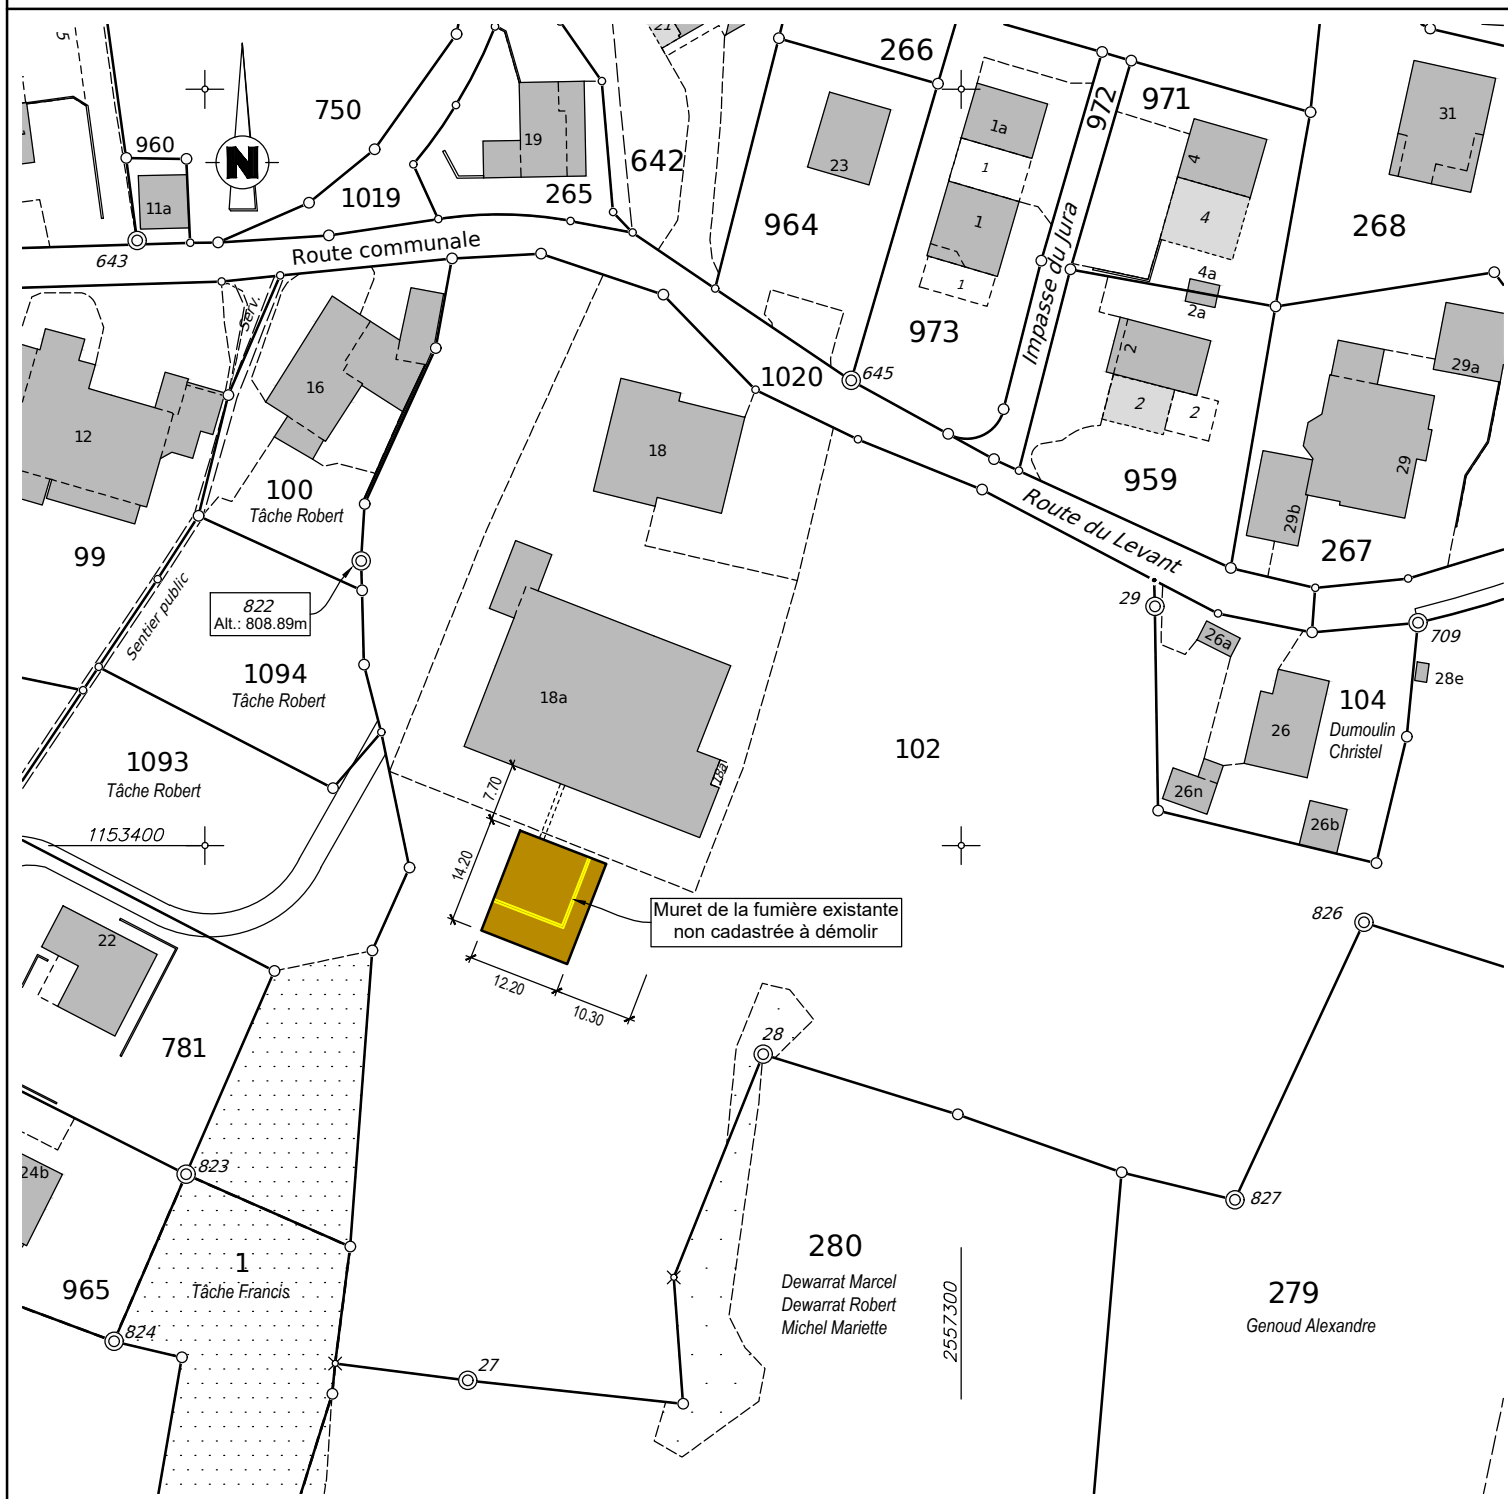 5
21
266
971
972
31
750
960
19
642
1a
4
1
23
11a
1019
265
964
4
1
268
N
Route communale
643
4a
1
2a
Serv.
973
Impasse du Jura
2
29a
1020
645
16
2
2
12
18
29
959
100
Tâche Robert
Route du Levant
29b
267
99
Sentier public
822
Alt.: 808.89m
29
709
26a
28e
1094
Tâche Robert
18a
104
Dumoulin
Christel
26
102
1093
Tâche Robert
18a
7.70
26n
26b
1153400
14.20
Muret de la fumière existante
non cadastrée à démolir
826
22
12.20
10.30
781
28
24b
823
827
1
Tâche Francis
280
Dewarrat Marcel
Dewarrat Robert
Michel Mariette
2557300
279
Genoud Alexandre
965
824
27